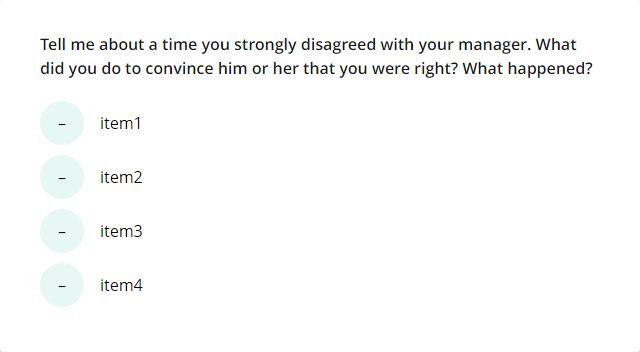 Tell me about a time you strongly disagreed with your manager. What
did you do to convince him or her that you were right? What happened?
– item1
– item2
– item3
– item4